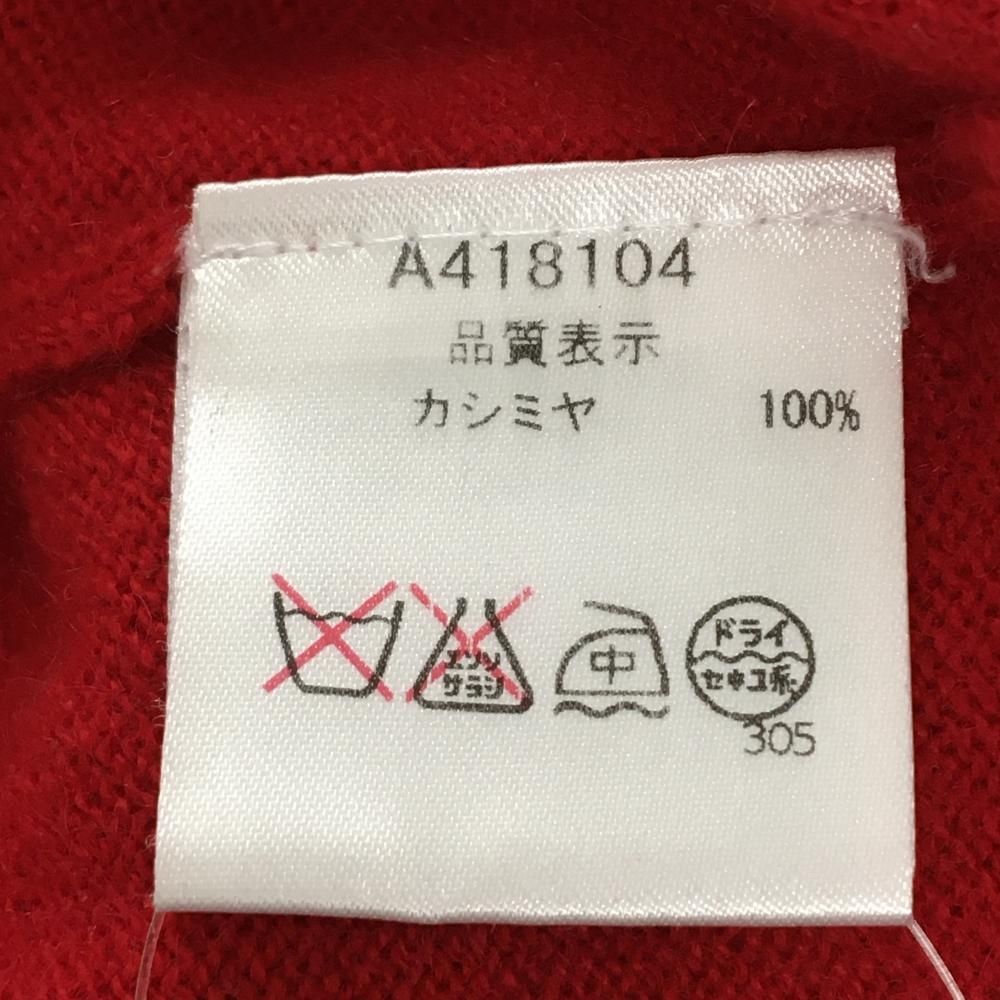 A418104
品質表示
カシミヤ 100%
エンソ
サラシ
中
ドライ
セキユ系
305